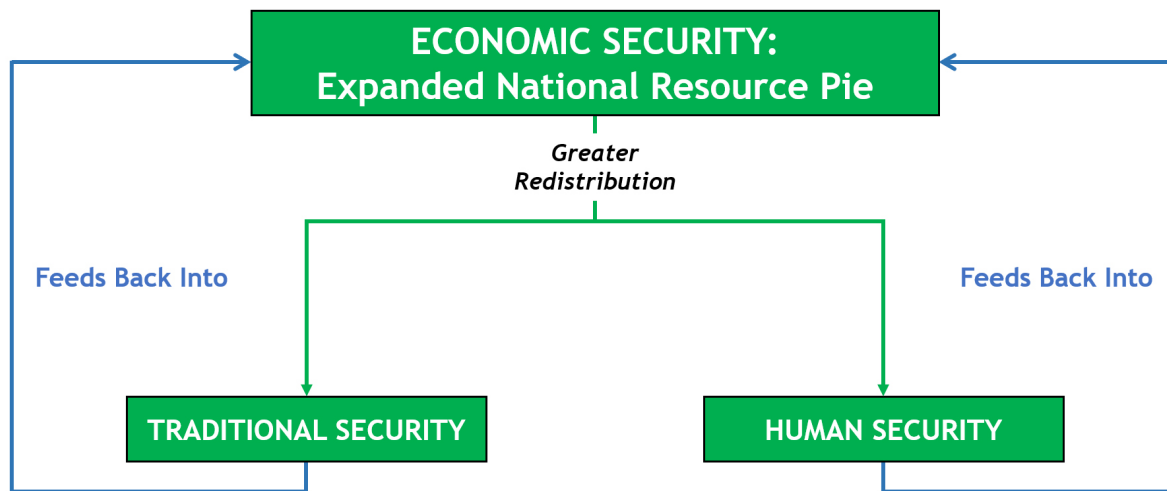 ECONOMIC SECURITY:
Expanded National Resource Pie
Greater
Redistribution
Feeds Back Into
Feeds Back Into
TRADITIONAL SECURITY
HUMAN SECURITY